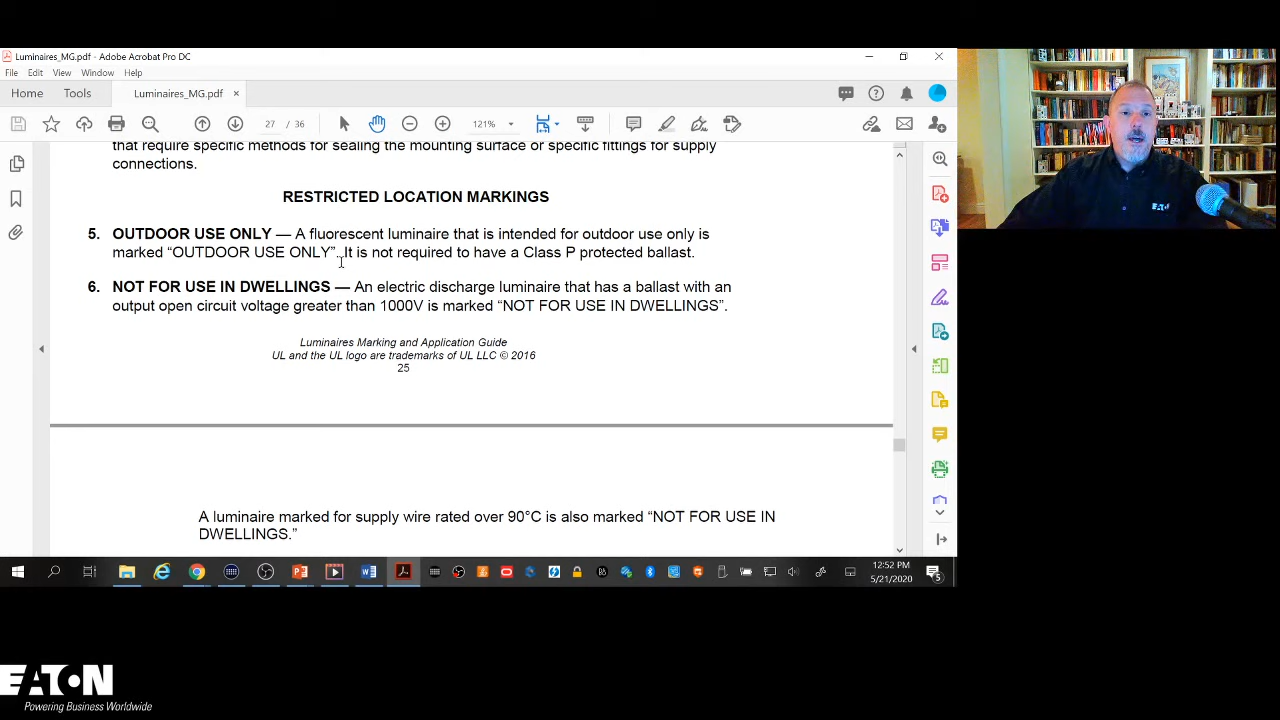 Luminaires_MG.pdf - Adobe Acrobat Pro DC
File Edit View Window Help
Home Tools Luminaires_MG.pdf ×
27 / 36 121%
that require specific methods for sealing the mounting surface or specific fittings for supply
connections.
RESTRICTED LOCATION MARKINGS
5. OUTDOOR USE ONLY — A fluorescent luminaire that is intended for outdoor use only is
marked “OUTDOOR USE ONLY”. It is not required to have a Class P protected ballast.
6. NOT FOR USE IN DWELLINGS — An electric discharge luminaire that has a ballast with an
output open circuit voltage greater than 1000V is marked “NOT FOR USE IN DWELLINGS”.
Luminaires Marking and Application Guide
UL and the UL logo are trademarks of UL LLC © 2016
25
A luminaire marked for supply wire rated over 90°C is also marked “NOT FOR USE IN
DWELLINGS.”
12:52 PM
5/21/2020
5
EATON
EATON
Powering Business Worldwide